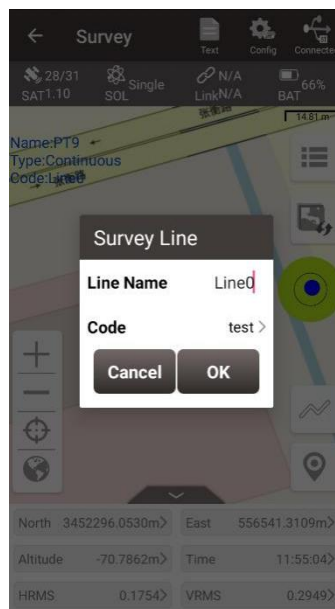 Survey
Text
Config
Connected
28/31
SAT1.10
Single
SOL
N/A
LinkN/A
66%
BAT
14.81 m
Name:PT9
Type:Continuous
Code:Line0
Survey Line
Line Name
Line0
Code
test >
Cancel
OK
North 3452296.0530m>
East 556541.3109m>
Altitude -70.7862m>
Time 11:55:04>
HRMS 0.1754>
VRMS 0.2949>